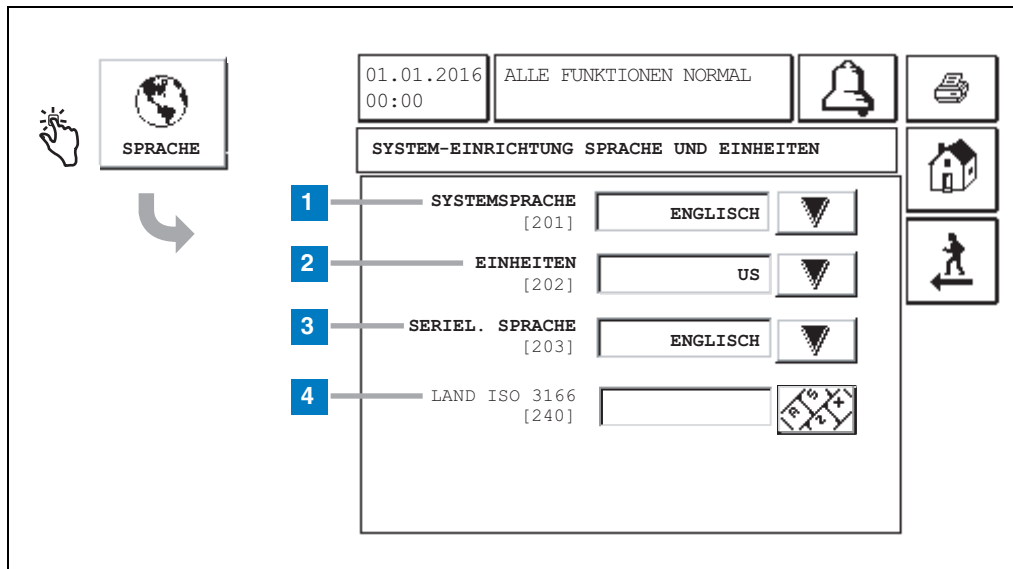 SPRACHE
01.01.2016
00:00
ALLE FUNKTIONEN NORMAL
SYSTEM-EINRICHTUNG SPRACHE UND EINHEITEN
1
SYSTEMSPRACHE
[201]
ENGLISCH
2
EINHEITEN
[202]
US
3
SERIEL. SPRACHE
[203]
ENGLISCH
4
LAND ISO 3166
[240]